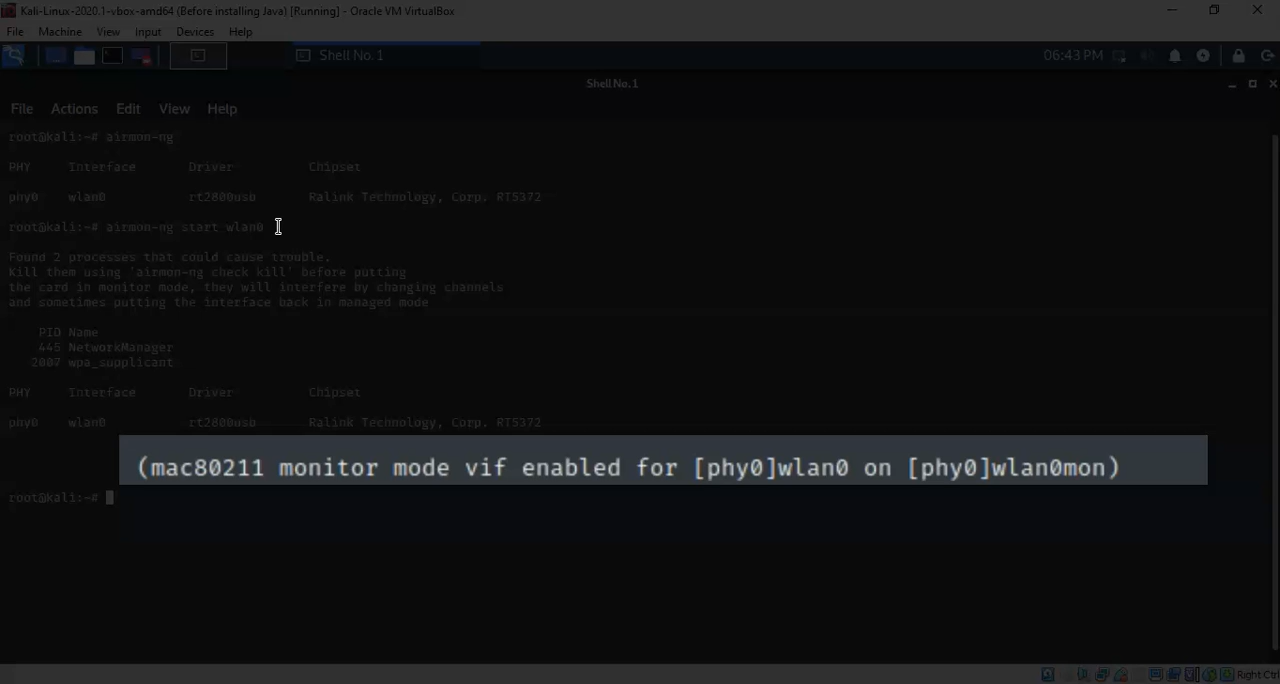 Kali-Linux-2020.1-vbox-amd64 (Before installing Java) [Running] - Oracle VM VirtualBox
File Machine View Input Devices Help
Shell No. 1
06:43 PM
Shell No. 1
File Actions Edit View Help
root@kali:~# airmon-ng
PHY Interface Driver Chipset
phy0 wlan0 rt2800usb Ralink Technology, Corp. RT5372
root@kali:~# airmon-ng start wlan0
Found 2 processes that could cause trouble.
Kill them using 'airmon-ng check kill' before putting
the card in monitor mode, they will interfere by changing channels
and sometimes putting the interface back in managed mode
PID Name
445 NetworkManager
2007 wpa_supplicant
PHY Interface Driver Chipset
phy0 wlan0 rt2800usb Ralink Technology, Corp. RT5372
(mac80211 monitor mode vif enabled for [phy0]wlan0 on [phy0]wlan0mon)
root@kali:~#
Right Ctrl